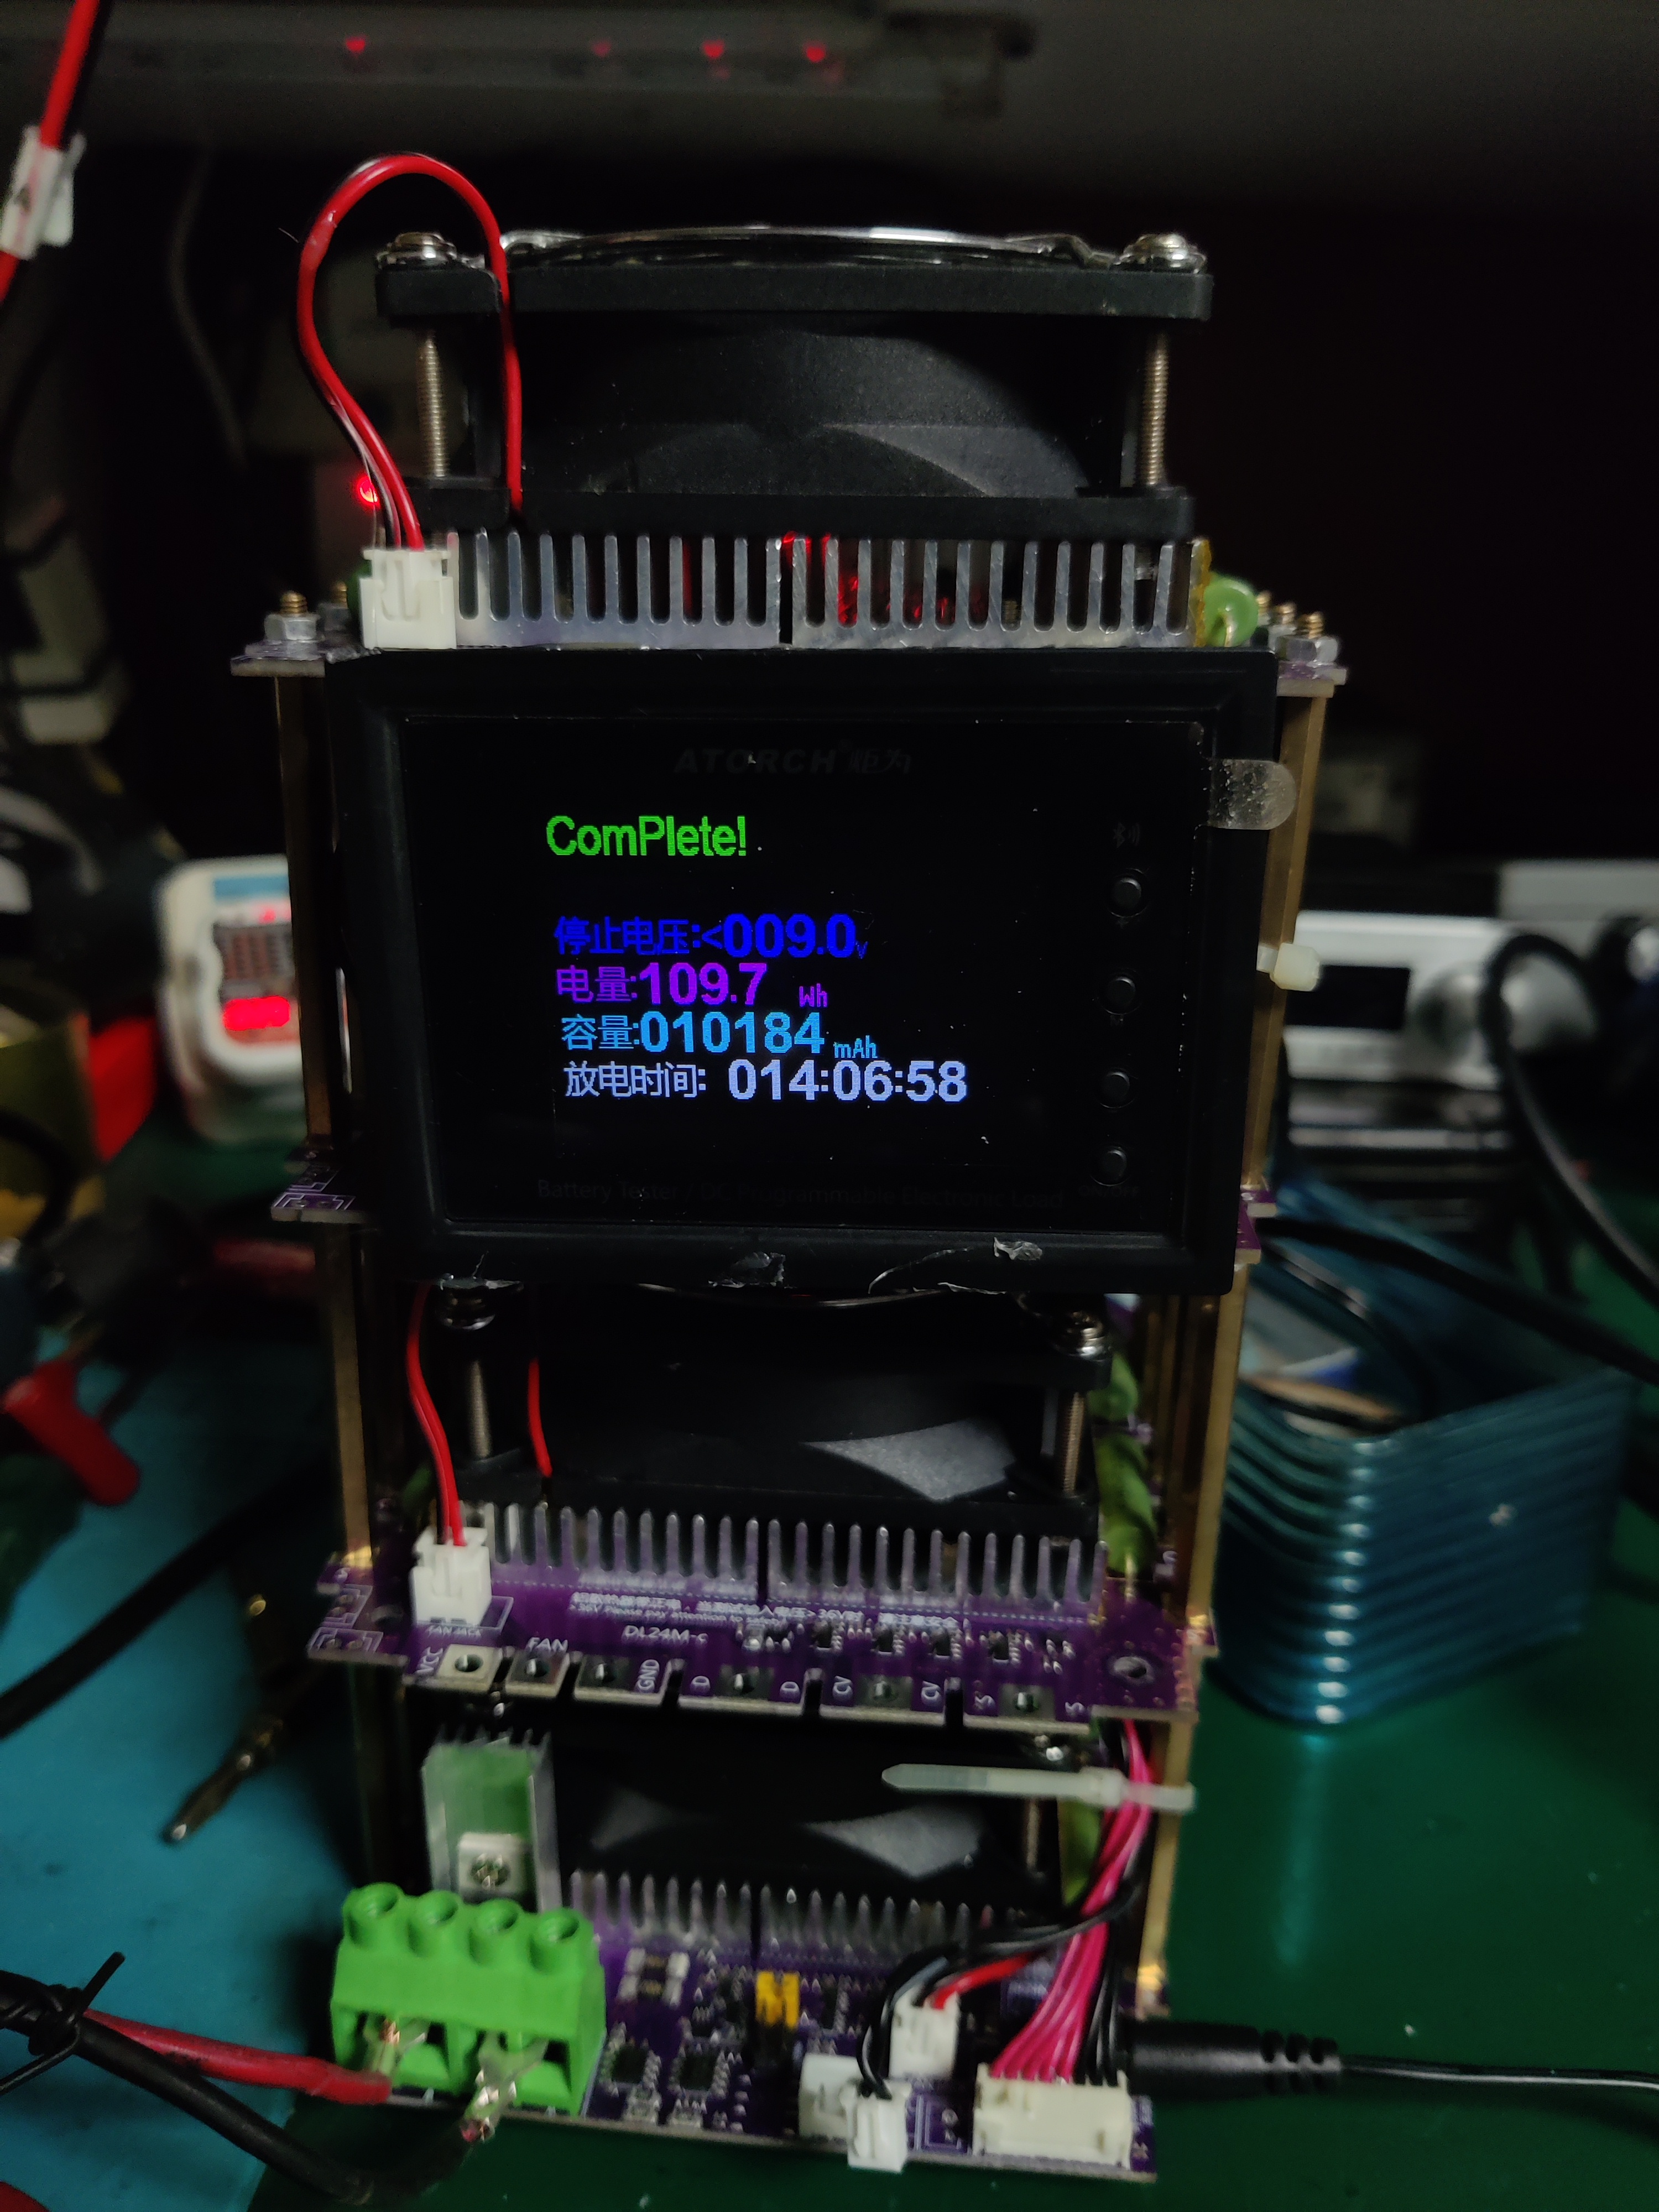 ATORCH®炬为
ComPlete!
停止电压:<009.0V
电量:109.7 Wh
容量:010184 mAh
放电时间: 014:06:58
Battery Tester / DC Programmable Electronic Load
FAN JACK
DL24M-c
VCC
FAN
GND
D
D
CV
CV
S
S